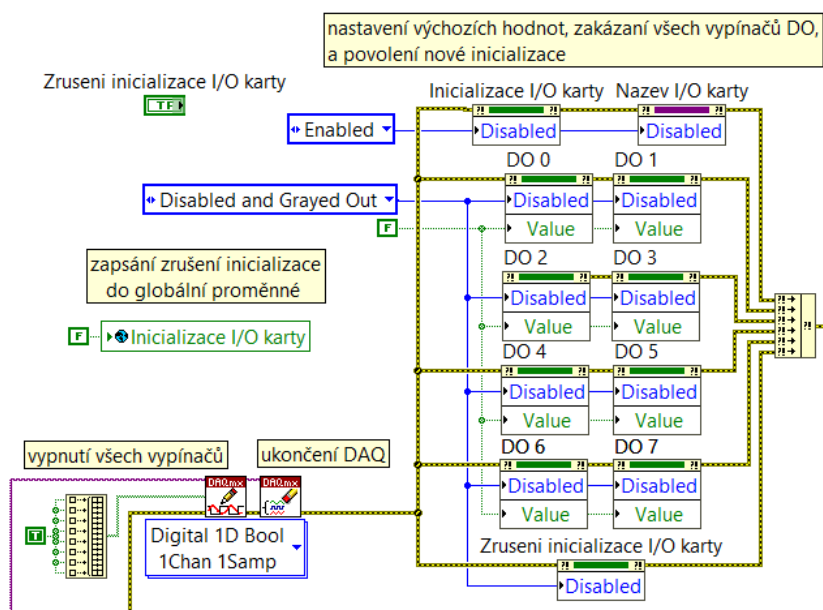 nastavení výchozích hodnot, zakázaní všech vypínačů DO,
a povolení nové inicializace
Zruseni inicializace I/O karty
TF
Inicializace I/O karty Nazev I/O karty
Enabled
Disabled Disabled
DO 0 DO 1
Disabled and Grayed Out
Disabled Disabled
F
Value Value
DO 2 DO 3
zapsání zrušení inicializace
do globální proměnné
Disabled Disabled
Value Value
F
Inicializace I/O karty
DO 4 DO 5
Disabled Disabled
Value Value
vypnutí všech vypínačů
ukončení DAQ
DO 6 DO 7
DAQmx DAQmx
Disabled Disabled
Value Value
T
Digital 1D Bool
1Chan 1Samp
Zruseni inicializace I/O karty
Disabled